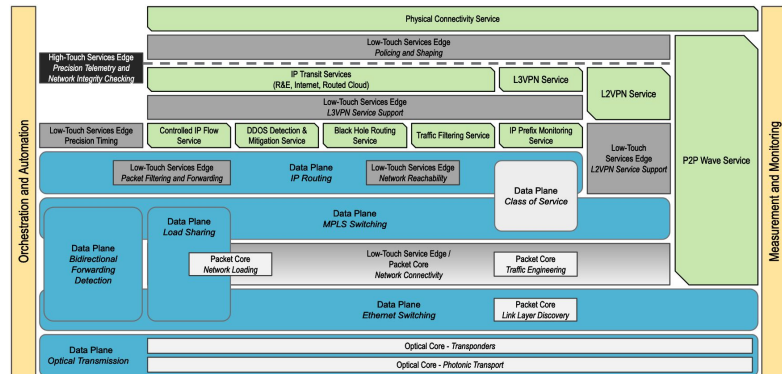 Orchestration and Automation
Physical Connectivity Service
Low-Touch Services Edge
Policing and Shaping
High-Touch Services Edge
Precision Telemetry and
Network Integrity Checking
IP Transit Services
(R&E, Internet, Routed Cloud)
L3VPN Service
L2VPN Service
P2P Wave Service
Low-Touch Services Edge
L3VPN Service Support
Low-Touch Services Edge
Precision Timing
Controlled IP Flow
Service
DDOS Detection &
Mitigation Service
Black Hole Routing
Service
Traffic Filtering Service
IP Prefix Monitoring
Service
Low-Touch
Services Edge
L2VPN Service Support
Low-Touch Services Edge
Packet Filtering and Forwarding
Data Plane
IP Routing
Low-Touch Services Edge
Network Reachability
Data Plane
Class of Service
Data Plane
MPLS Switching
Data Plane
Bidirectional
Forwarding
Detection
Data Plane
Load Sharing
Packet Core
Network Loading
Low-Touch Service Edge /
Packet Core
Network Connectivity
Packet Core
Traffic Engineering
Data Plane
Ethernet Switching
Packet Core
Link Layer Discovery
Data Plane
Optical Transmission
Optical Core - Transponders
Optical Core - Photonic Transport
Measurement and Monitoring